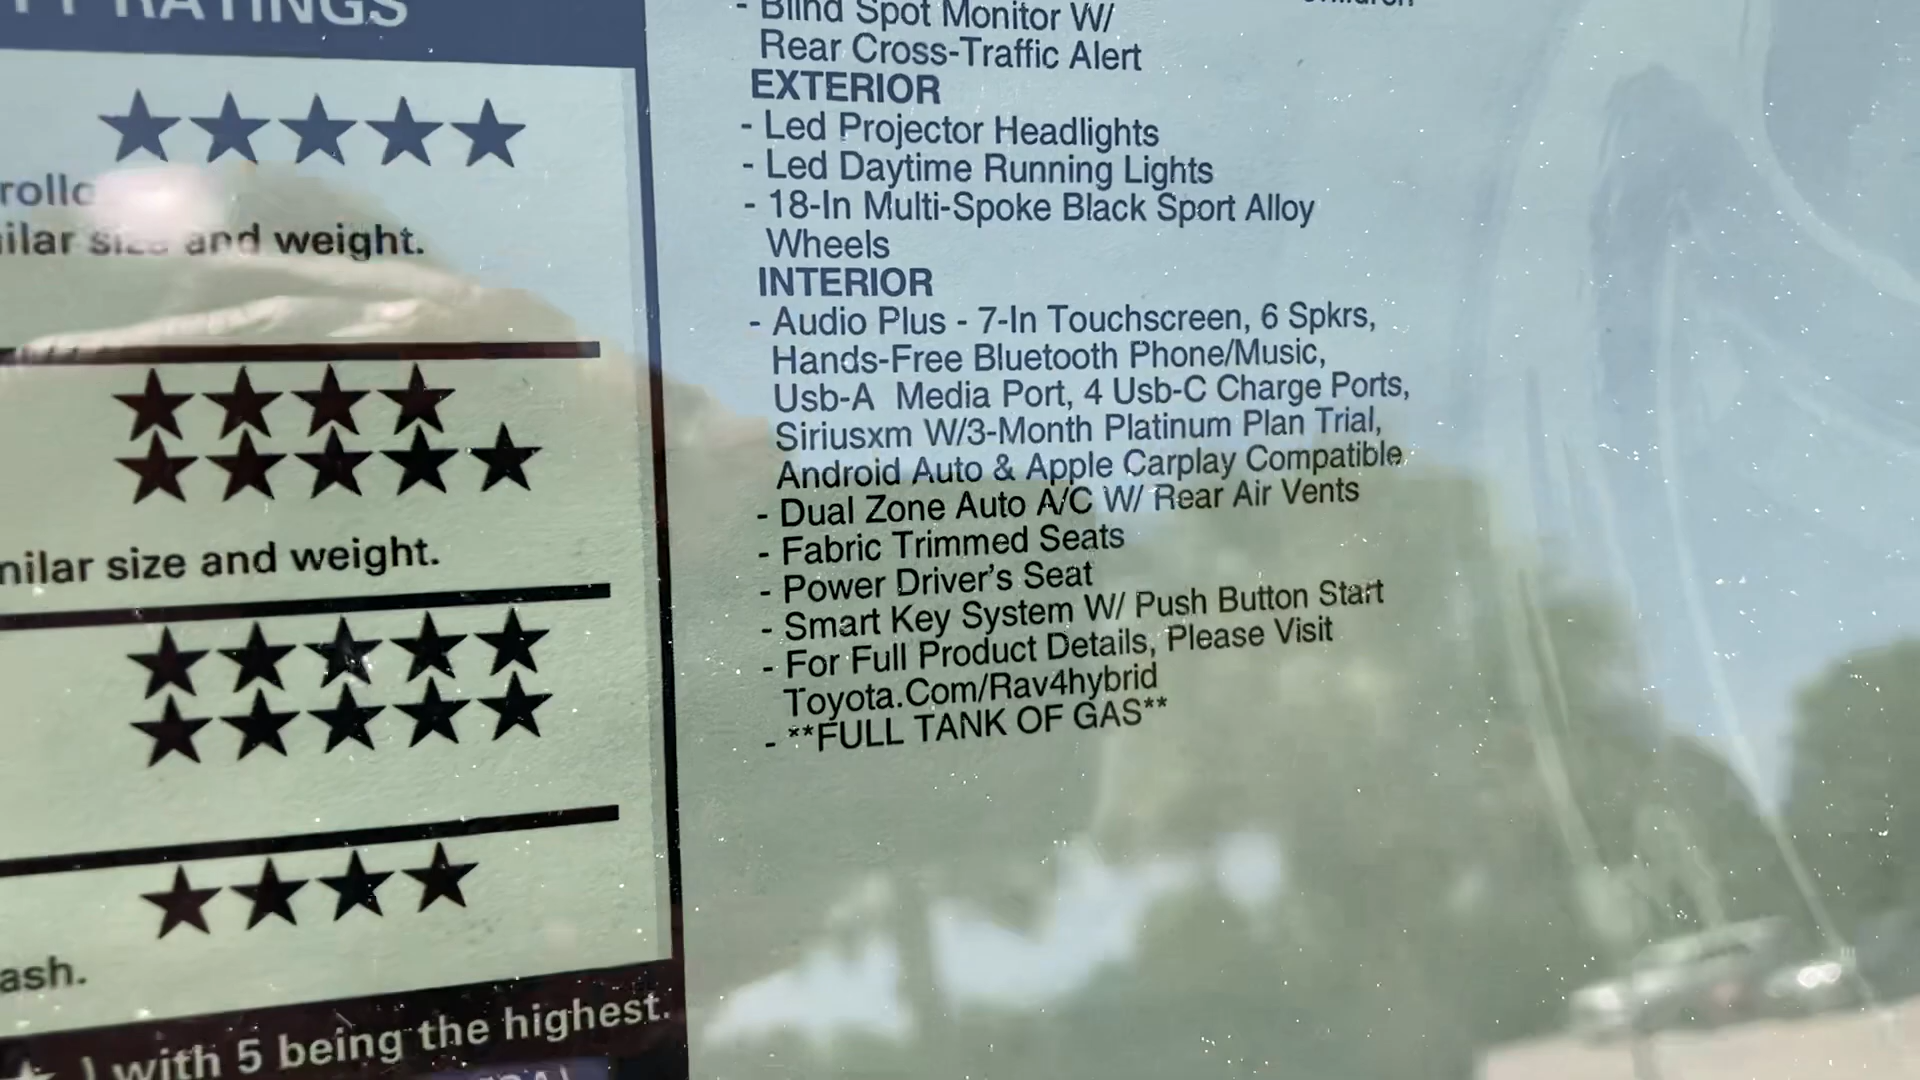 RATINGS
and weight.
size and weight.
with 5 being the highest.
- Blind Spot Monitor W/
Rear Cross-Traffic Alert
EXTERIOR
- Led Projector Headlights
- Led Daytime Running Lights
- 18-In Multi-Spoke Black Sport Alloy
Wheels
INTERIOR
- Audio Plus - 7-In Touchscreen, 6 Spkrs,
Hands-Free Bluetooth Phone/Music,
Usb-A Media Port, 4 Usb-C Charge Ports,
Siriusxm W/3-Month Platinum Plan Trial,
Android Auto & Apple Carplay Compatible
- Dual Zone Auto A/C W/ Rear Air Vents
- Fabric Trimmed Seats
- Power Driver's Seat
- Smart Key System W/ Push Button Start
- For Full Product Details, Please Visit
Toyota.Com/Rav4hybrid
- **FULL TANK OF GAS**